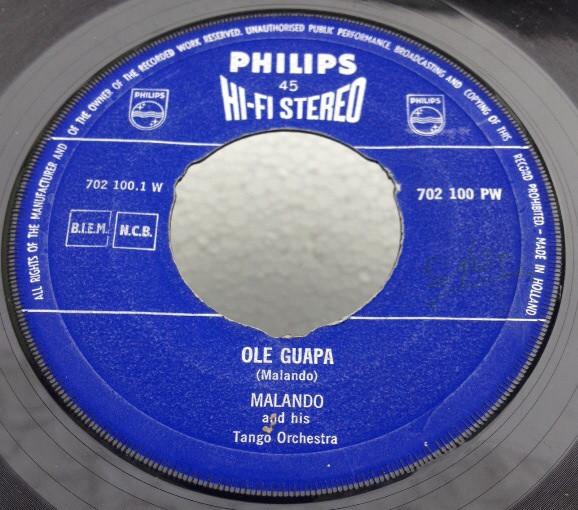 ALL RIGHTS OF THE MANUFACTURER AND OF THE OWNER OF THE RECORDED WORK RESERVED. UNAUTHORISED PUBLIC PERFORMANCE, BROADCASTING AND COPYING OF THIS RECORD PROHIBITED - MADE IN HOLLAND
PHILIPS
45
HI-FI STEREO
PHILIPS
PHILIPS
702 100.1 W
702 100 PW
B.I.E.M.
N.C.B.
OLE GUAPA
(Malando)
MALANDO
and his
Tango Orchestra